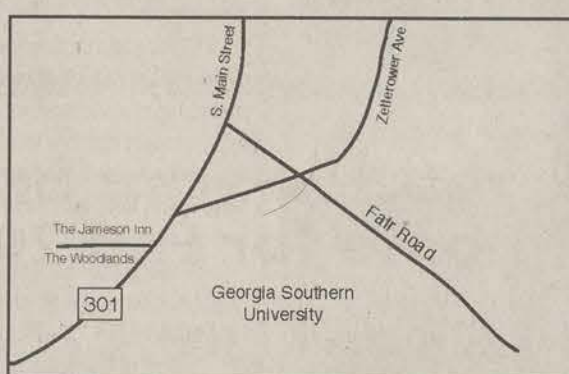 S. Main Street
Zetterower Ave
Fair Road
The Jameson Inn
The Woodlands
301
Georgia Southern
University